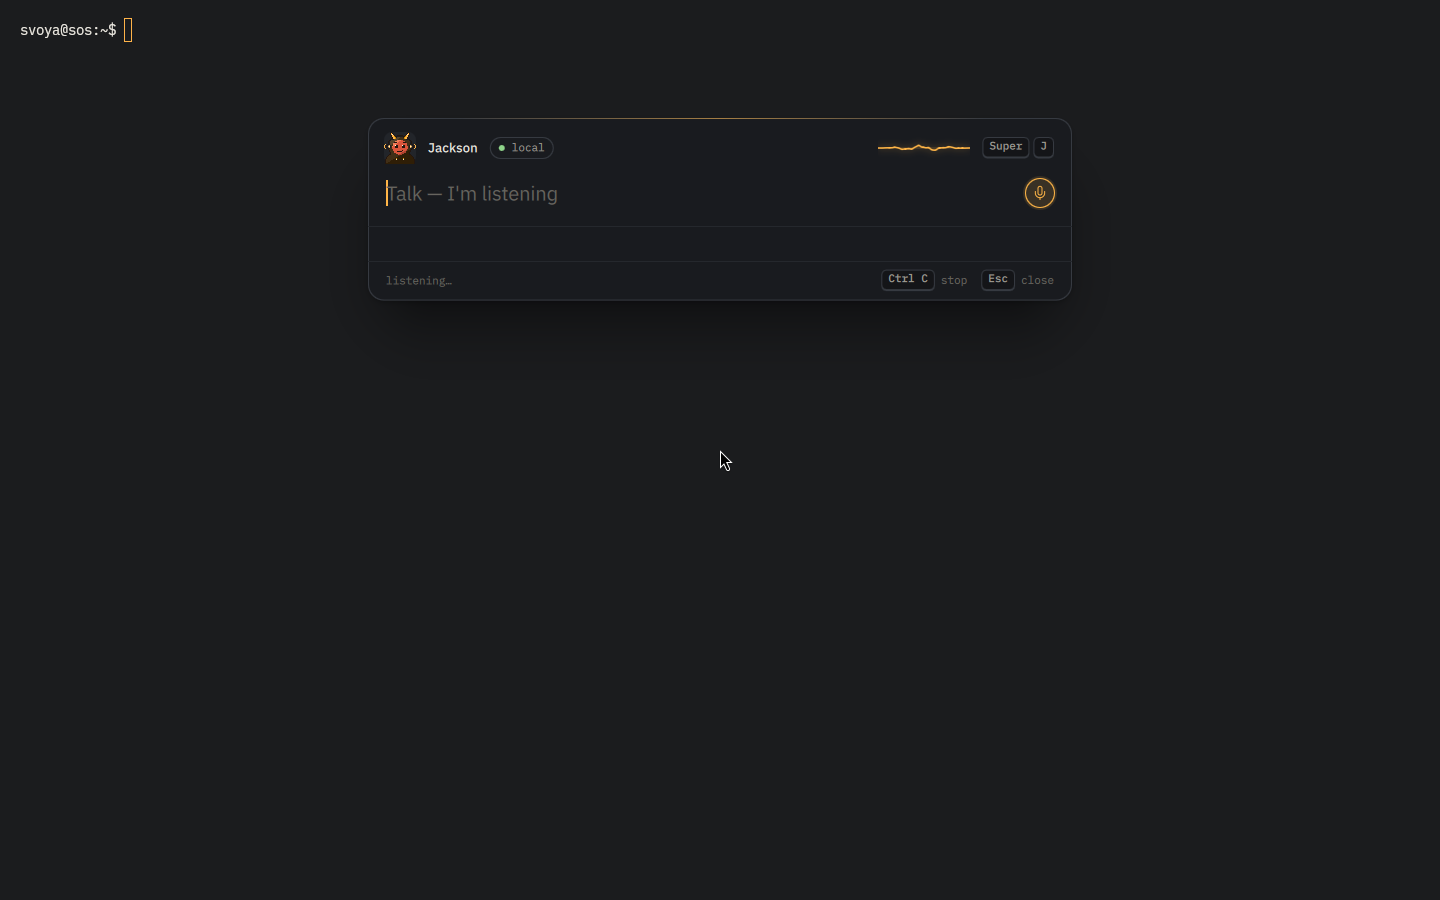 svoya@sos:~$
Jackson
local
Super J
Talk — I'm listening
listening…
Ctrl C stop Esc close